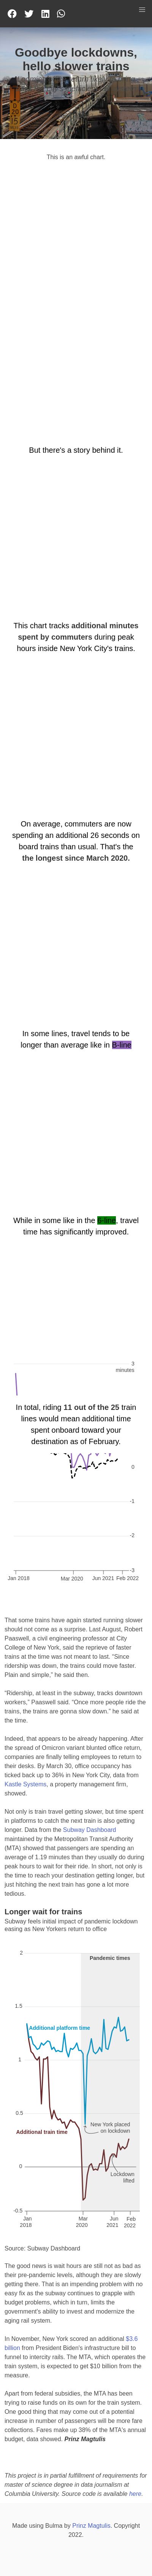 Goodbye lockdowns,
hello slower trains
This is an awful chart.
But there's a story behind it.
This chart tracks additional minutes
spent by commuters during peak
hours inside New York City's trains.
On average, commuters are now
spending an additional 26 seconds on
board trains than usual. That's the
the longest since March 2020.
In some lines, travel tends to be
longer than average like in B-line
While in some like in the
, travel
time has significantly improved.
3
minutes
In total, riding 11 out of the 25 train
lines would mean additional time
spent onboard toward your
destination as of February.
0
-1
-2
-3
Jan 2018
Mar 2020
Jun 2021
Feb 2022
That some trains have again started running slower
should not come as a surprise. Last August, Robert
Paaswell, a civil engineering professor at City
College of New York, said the reprieve of faster
trains at the time was not meant to last. “Since
ridership was down, the trains could move faster.
Plain and simple,” he said then.
“Ridership, at least in the subway, tracks downtown
workers,” Paaswell said. “Once more people ride in
the trains, the trains are gonna slow down.” he said at
the time.
Indeed, that appears to be already happening. After
the spread of Omicron variant blunted office return,
companies are finally telling employees to return to
their desks. By March 30, office occupancy has
ticked back up to 36% in New York City, data from
Kastle Systems, a property management firm,
showed.
Not only is train travel getting slower, but time spent
in platforms to catch the next train is also getting
longer. Data from the Subway Dashboard
maintained by the Metropolitan Transit Authority
(MTA) showed that passengers are spending an
average of 1.19 minutes on board trains during daily
peak hours to wait for their ride. In short, not only is
the time to reach your destination getting longer, but
just hitching the next train has gone a lot more
tedious.
Longer wait for trains
Subway feels initial impact of pandemic lockdown
easing as New Yorkers return to office
2
Pandemic times
1.5
Additional platform time
1
0.5
New York placed
on lockdown
Additional train time
0
Lockdown
lifted
-0.5
Jan
2018
Mar
2020
Jun
2021
Feb
2022
Source: Subway Dashboard
The good news is wait hours are still not as bad as
their pre-pandemic levels, although they are slowly
getting there. That is an impending problem with no
easy fix as the city continues to grapple with
budget problems, which in turn, limits the
government's ability to invest and modernize the
aging rail system.
In November, New York scored an additional $3.6
billion from President Biden's infrastructure bill to
funnel in intercity rails. The MTA, which operates the
train system, is expected to get $10 billion from the
measure.
Apart from federal subsidies, the MTA has been
trying to raise funds on its own for the train system.
One good thing that may come out of a potential
increase in number of passengers will be more fare
collections. Fares make up 38% of the MTA's annual
budget, data showed. Prinz Magtulis
This project is in partial fulfilllment of requirements for
master of science degree in data journalism at
Columbia University. Source code is available here.
Made using Bulma by Prinz Magtulis. Copyright
2022.